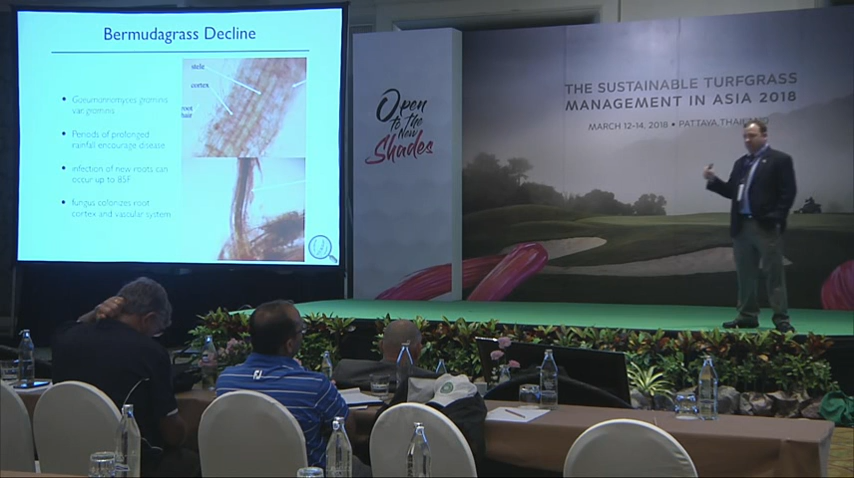 Bermudagrass Decline
stele
cortex
root
hair
• Gaeumannomyces graminis
var graminis
• Periods of prolonged
rainfall encourage disease
• infection of new roots can
occur up to 85F
• fungus colonizes root
cortex and vascular system
Open
to the
New
Shades
THE SUSTAINABLE TURFGRASS
MANAGEMENT IN ASIA 2018
MARCH 12-14, 2018 • PATTAYA, THAILAND